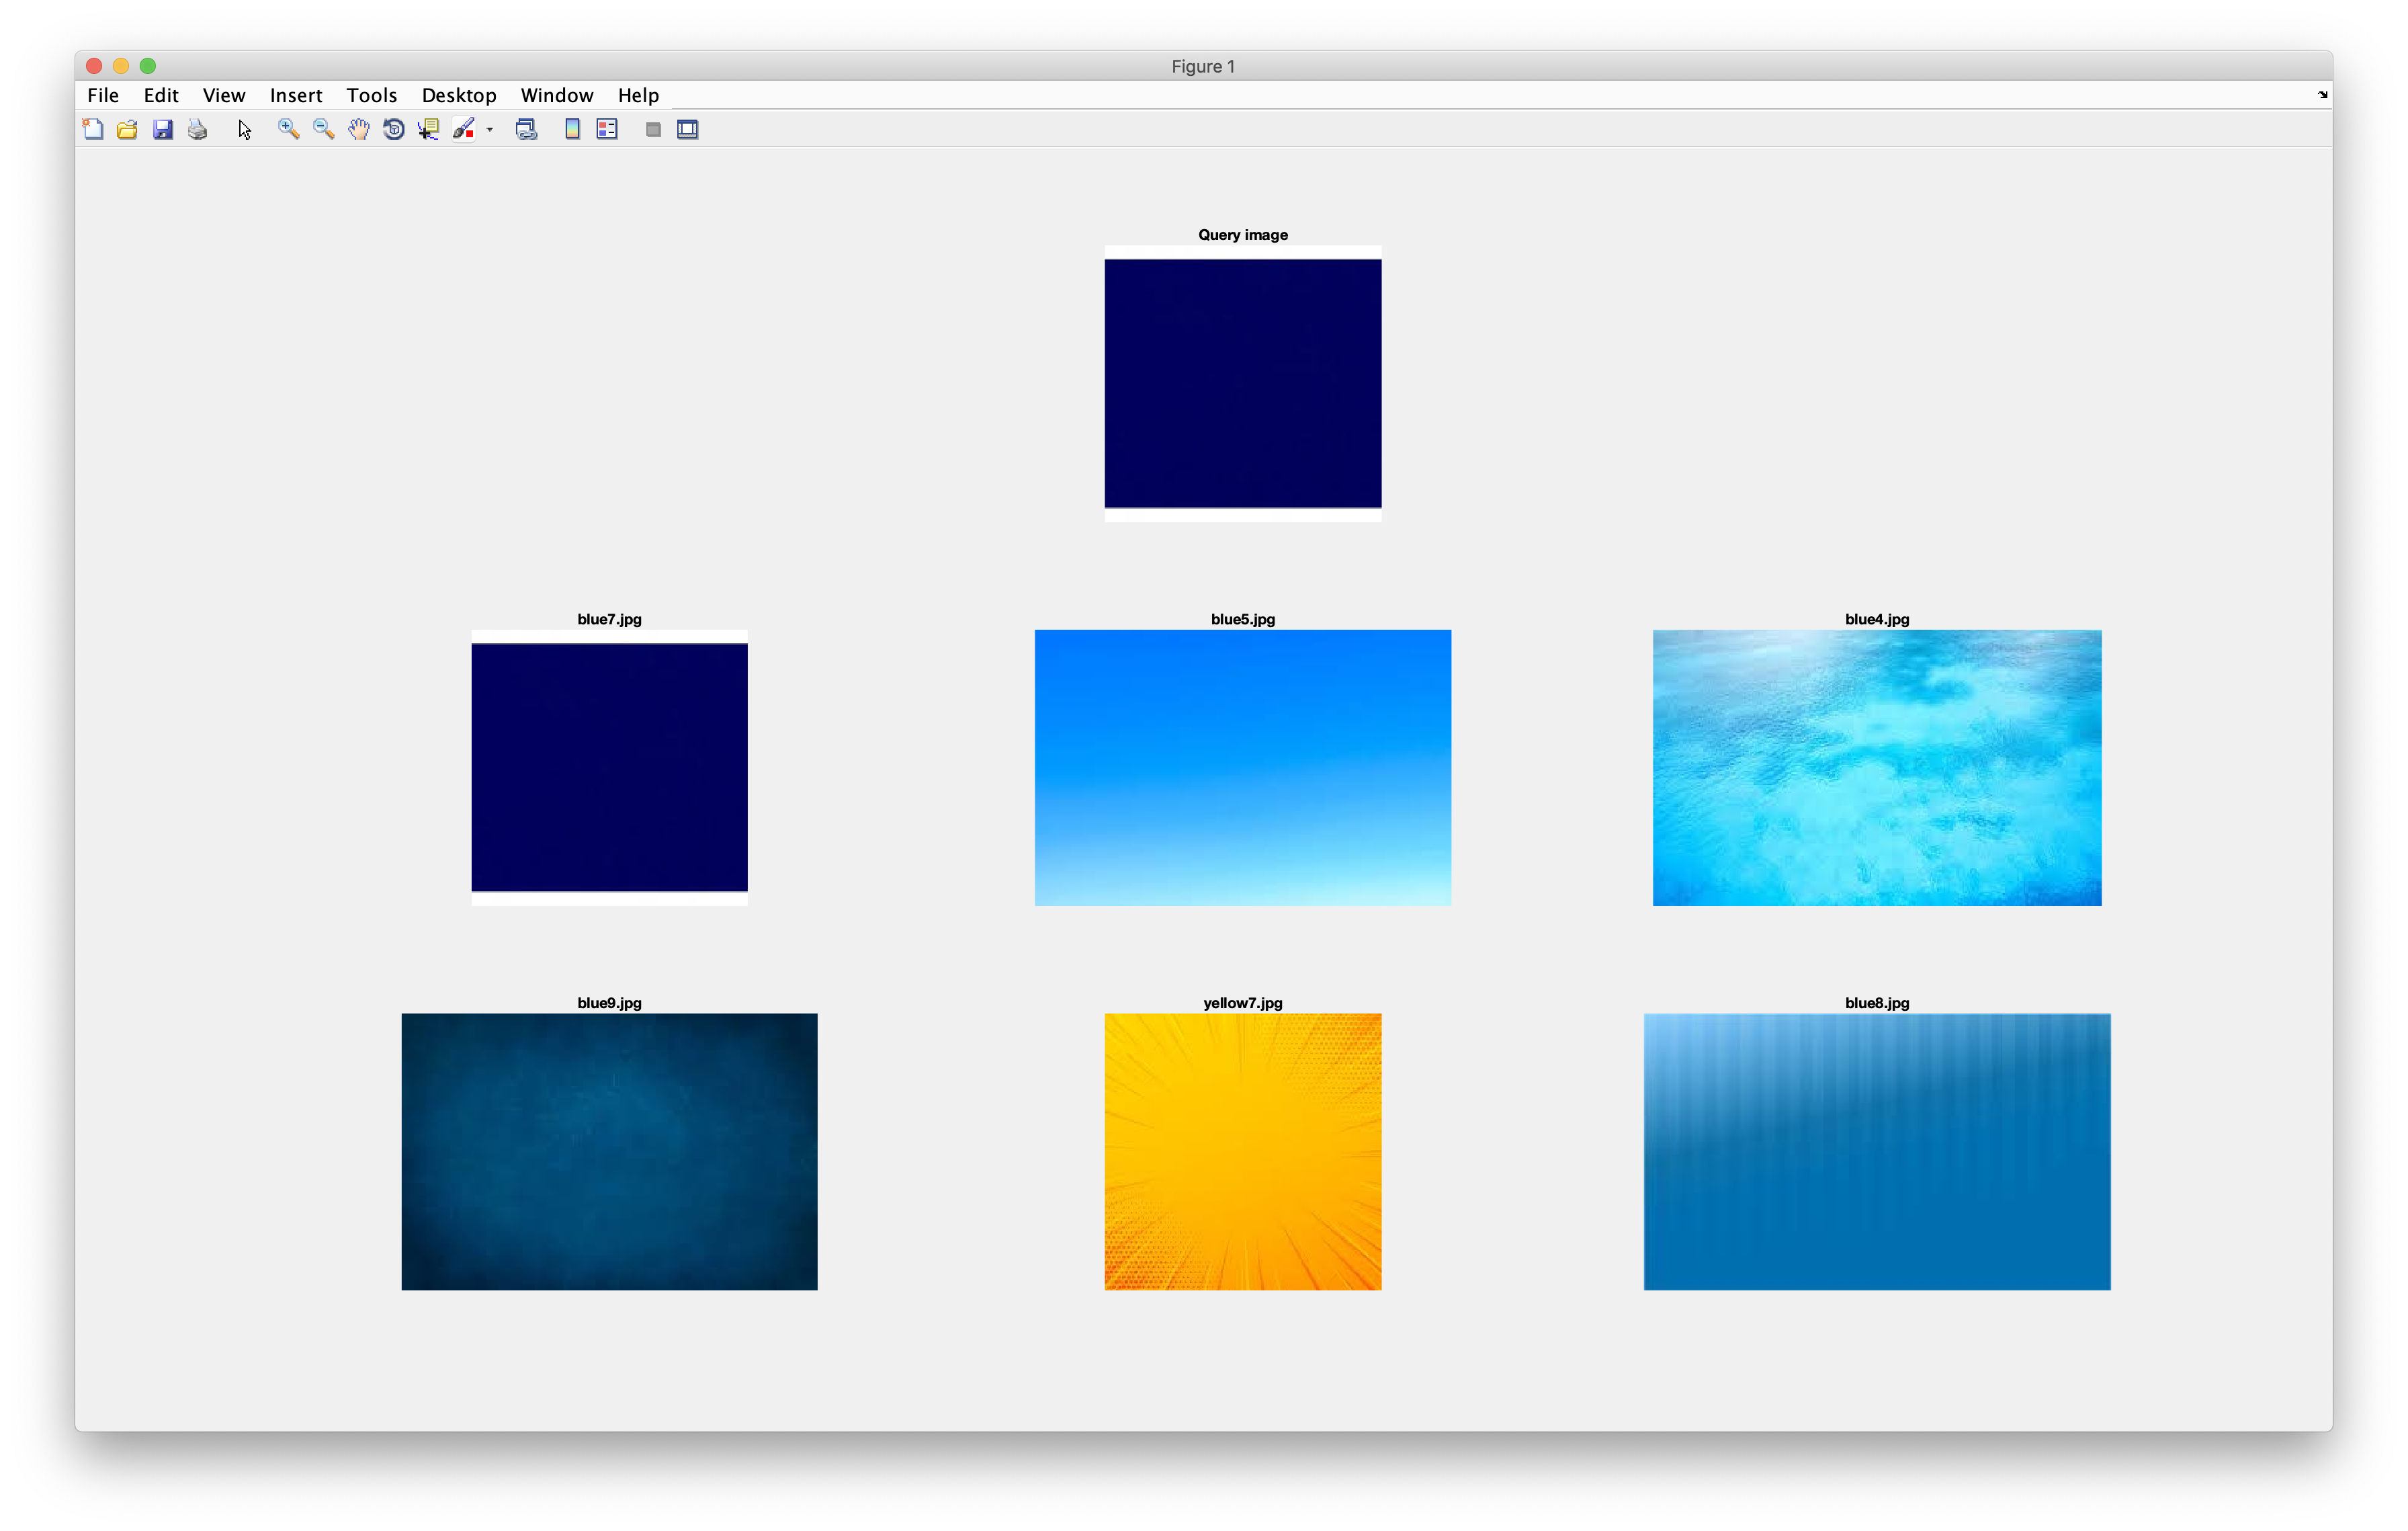 Figure 1
File Edit View Insert Tools Desktop Window Help
Query image
blue7.jpg blue5.jpg blue4.jpg
blue9.jpg yellow7.jpg blue8.jpg